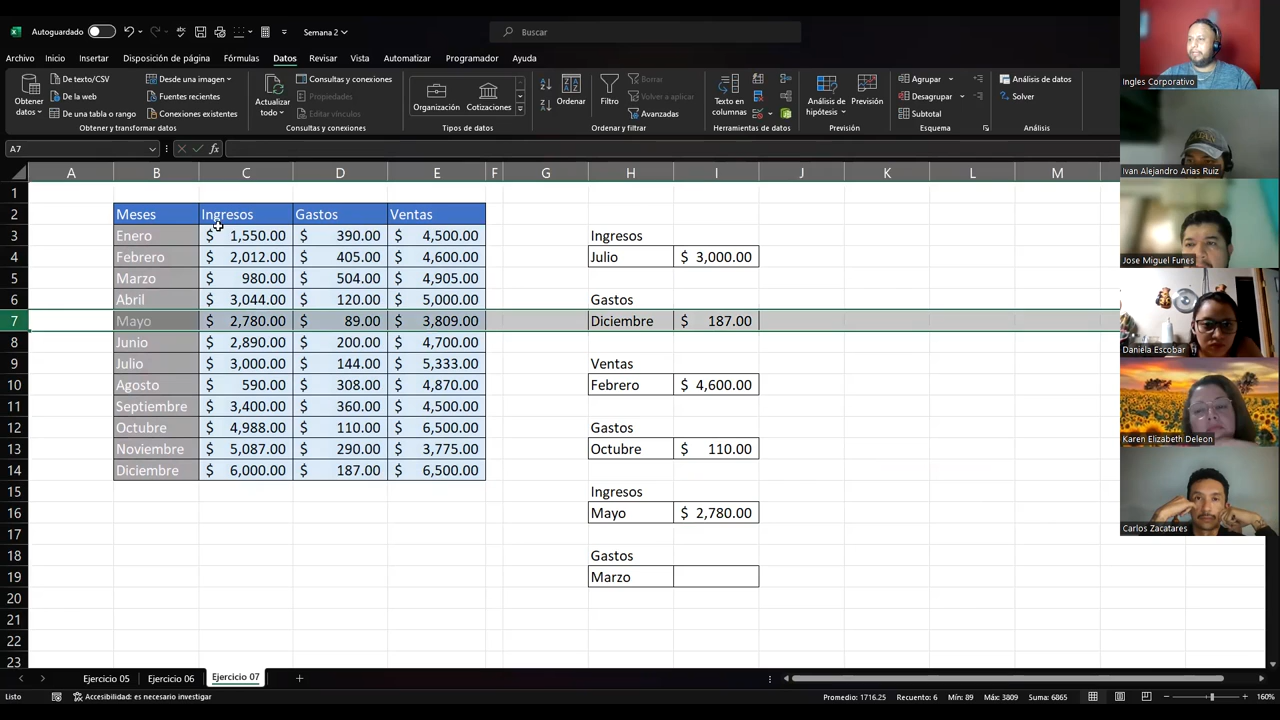 Autoguardado
Semana 2
Buscar
Archivo Inicio Insertar Disposición de página Fórmulas Datos Revisar Vista Automatizar Programador Ayuda
Obtener datos
De texto/CSV
De la web
De una tabla o rango
Desde una imagen
Fuentes recientes
Conexiones existentes
Obtener y transformar datos
Actualizar todo
Consultas y conexiones
Propiedades
Editar vínculos
Consultas y conexiones
Organización
Cotizaciones
Tipos de datos
Ordenar
Filtro
Borrar
Volver a aplicar
Avanzadas
Ordenar y filtrar
Texto en columnas
Herramientas de datos
Análisis de hipótesis
Previsión
Previsión
Agrupar
Desagrupar
Subtotal
Esquema
Análisis de datos
Solver
Análisis
A7
fx
A B C D E F G H I J K L M
1
2 Meses Ingresos Gastos Ventas
3 Enero $ 1,550.00 $ 390.00 $ 4,500.00 Ingresos
4 Febrero $ 2,012.00 $ 405.00 $ 4,600.00 Julio $ 3,000.00
5 Marzo $ 980.00 $ 504.00 $ 4,905.00
6 Abril $ 3,044.00 $ 120.00 $ 5,000.00 Gastos
7 Mayo $ 2,780.00 $ 89.00 $ 3,809.00 Diciembre $ 187.00
8 Junio $ 2,890.00 $ 200.00 $ 4,700.00
9 Julio $ 3,000.00 $ 144.00 $ 5,333.00 Ventas
10 Agosto $ 590.00 $ 308.00 $ 4,870.00 Febrero $ 4,600.00
11 Septiembre $ 3,400.00 $ 360.00 $ 4,500.00
12 Octubre $ 4,988.00 $ 110.00 $ 6,500.00 Gastos
13 Noviembre $ 5,087.00 $ 290.00 $ 3,775.00 Octubre $ 110.00
14 Diciembre $ 6,000.00 $ 187.00 $ 6,500.00
15 Ingresos
16 Mayo $ 2,780.00
17
18 Gastos
19 Marzo
20
21
22
23
Ejercicio 05 Ejercicio 06 Ejercicio 07
Listo
Accesibilidad: es necesario investigar
Promedio: 1716.25 Recuento: 6 Mín: 89 Máx: 3809 Suma: 6865
160%
Ingles Corporativo
Ivan Alejandro Arias Ruiz
Jose Miguel Funes
Daniela Escobar
Karen Elizabeth Deleon
Carlos Zacatares